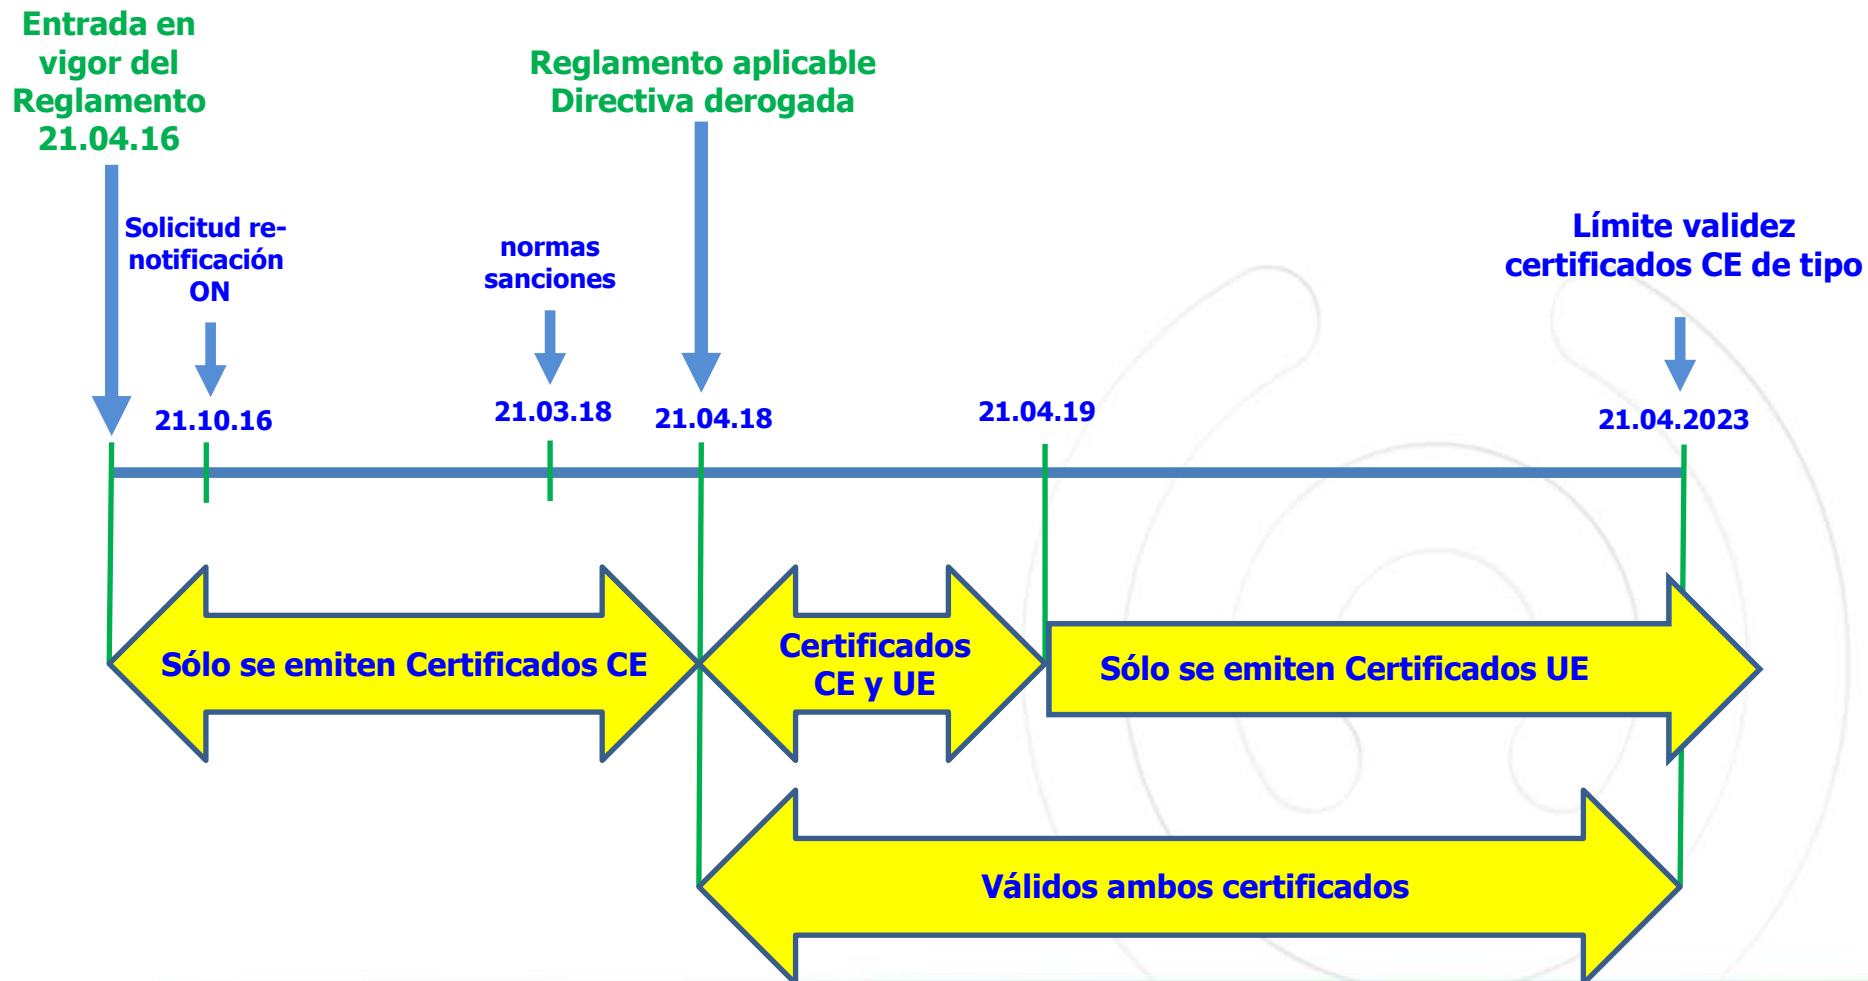 Entrada en
vigor del
Reglamento
21.04.16
Reglamento aplicable
Directiva derogada
Solicitud re-
notificación
ON
normas
sanciones
Límite validez
certificados CE de tipo
21.10.16
21.03.18
21.04.18
21.04.19
21.04.2023
Sólo se emiten Certificados CE
Certificados
CE y UE
Sólo se emiten Certificados UE
Válidos ambos certificados